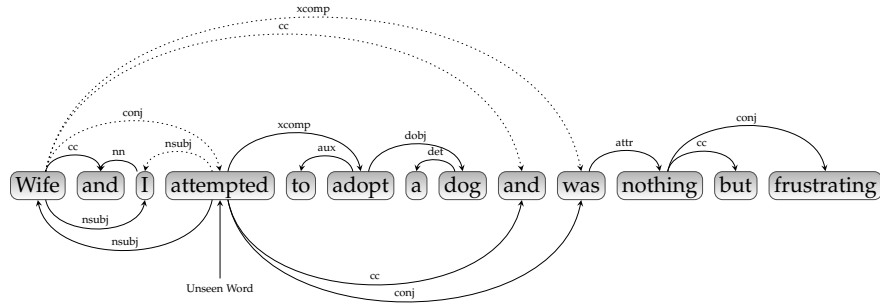 xcomp
cc
conj
xcomp
conj
nsubj
dobj
cc
nn
aux
det
attr
cc
Wife and I attempted to adopt a dog and was nothing but frustrating
nsubj
nsubj
cc
conj
Unseen Word